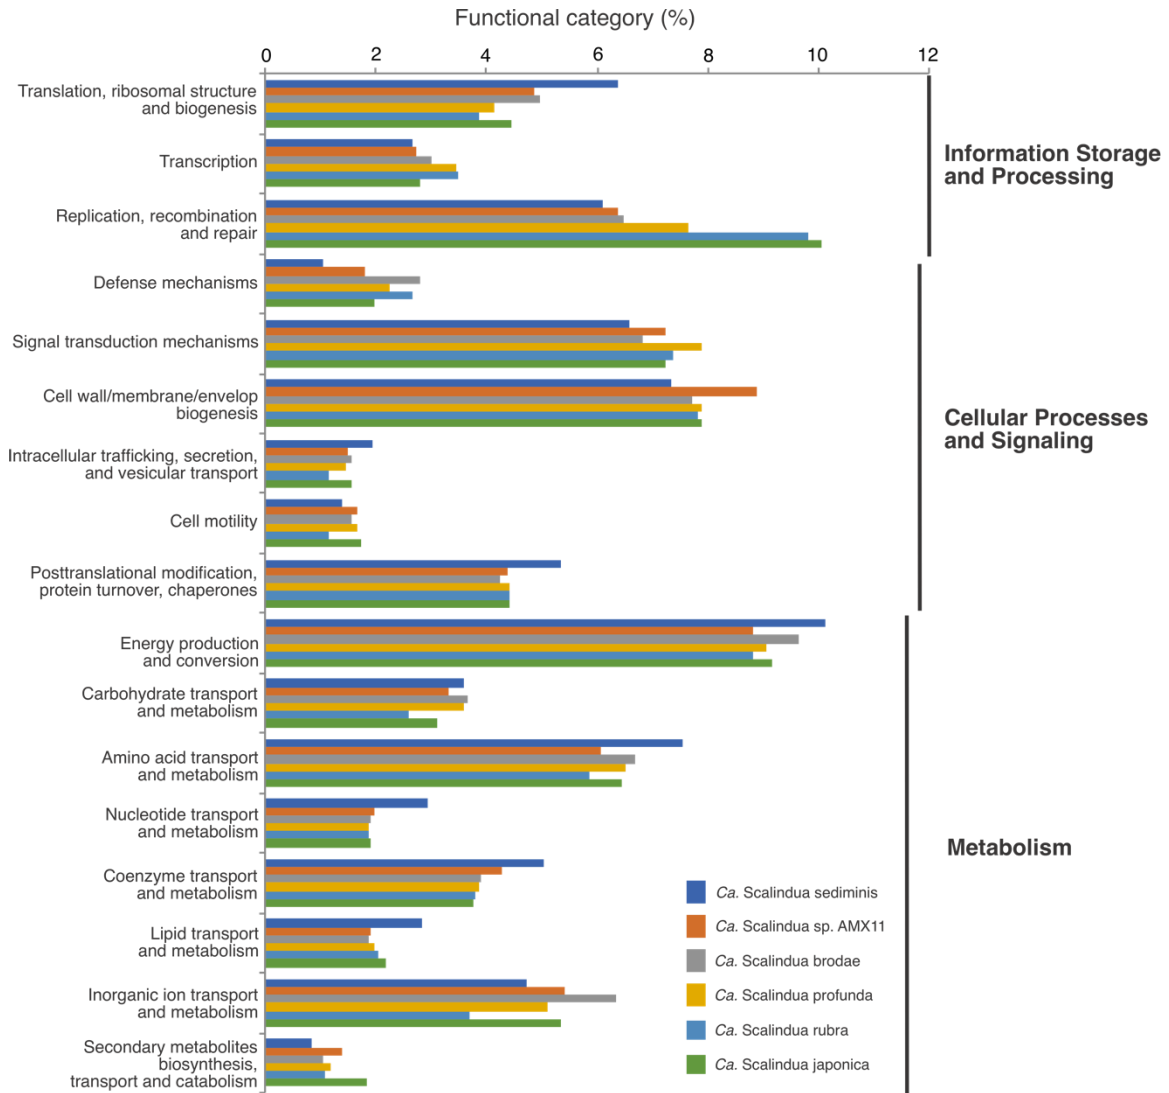 Functional category (%)
0 2 4 6 8 10 12
Translation, ribosomal structure
and biogenesis
Transcription
Replication, recombination
and repair
Information Storage
and Processing
Defense mechanisms
Signal transduction mechanisms
Cell wall/membrane/envelop
biogenesis
Intracellular trafficking, secretion,
and vesicular transport
Cell motility
Posttranslational modification,
protein turnover, chaperones
Cellular Processes
and Signaling
Energy production
and conversion
Carbohydrate transport
and metabolism
Amino acid transport
and metabolism
Nucleotide transport
and metabolism
Coenzyme transport
and metabolism
Lipid transport
and metabolism
Inorganic ion transport
and metabolism
Secondary metabolites
biosynthesis,
transport and catabolism
Metabolism
Ca. Scalindua sediminis
Ca. Scalindua sp. AMX11
Ca. Scalindua brodae
Ca. Scalindua profunda
Ca. Scalindua rubra
Ca. Scalindua japonica